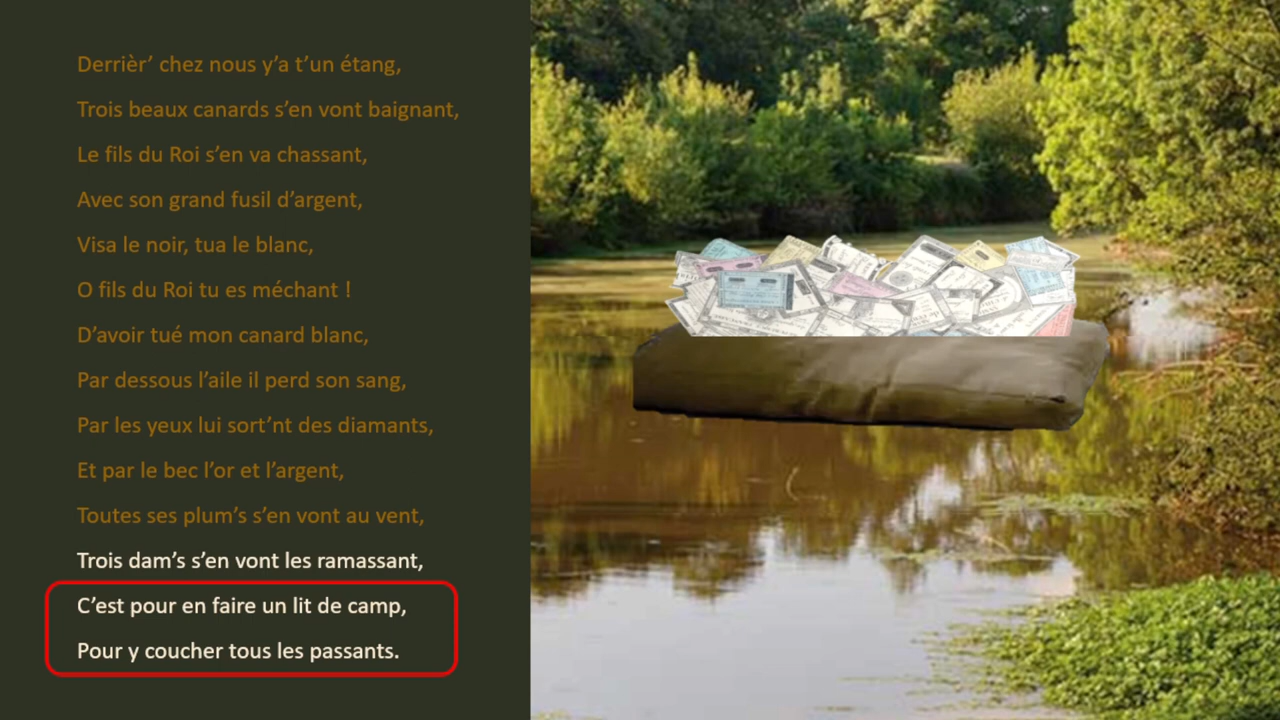 Derrièr’ chez nous y’a t’un étang,
Trois beaux canards s’en vont baignant,
Le fils du Roi s’en va chassant,
Avec son grand fusil d’argent,
Visa le noir, tua le blanc,
O fils du Roi tu es méchant !
D’avoir tué mon canard blanc,
Par dessous l’aile il perd son sang,
Par les yeux lui sort’nt des diamants,
Et par le bec l’or et l’argent,
Toutes ses plum’s s’en vont au vent,
Trois dam’s s’en vont les ramassant,
C’est pour en faire un lit de camp,
Pour y coucher tous les passants.